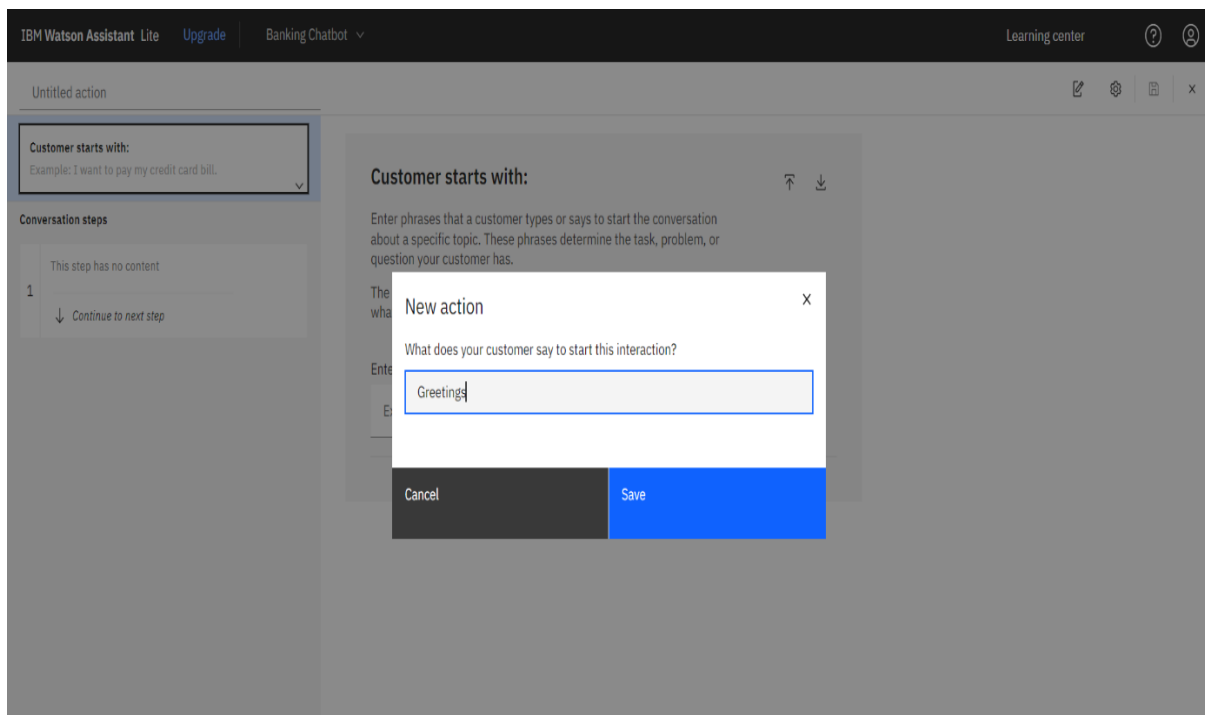 IBM Watson Assistant Lite Upgrade Banking Chatbot Learning center
Untitled action
Customer starts with:
Example: I want to pay my credit card bill.
Conversation steps
This step has no content
1
Continue to next step
Customer starts with:
Enter phrases that a customer types or says to start the conversation
about a specific topic. These phrases determine the task, problem, or
question your customer has.
The
New action
x
What does your customer say to start this interaction?
Greetings
Cancel
Save